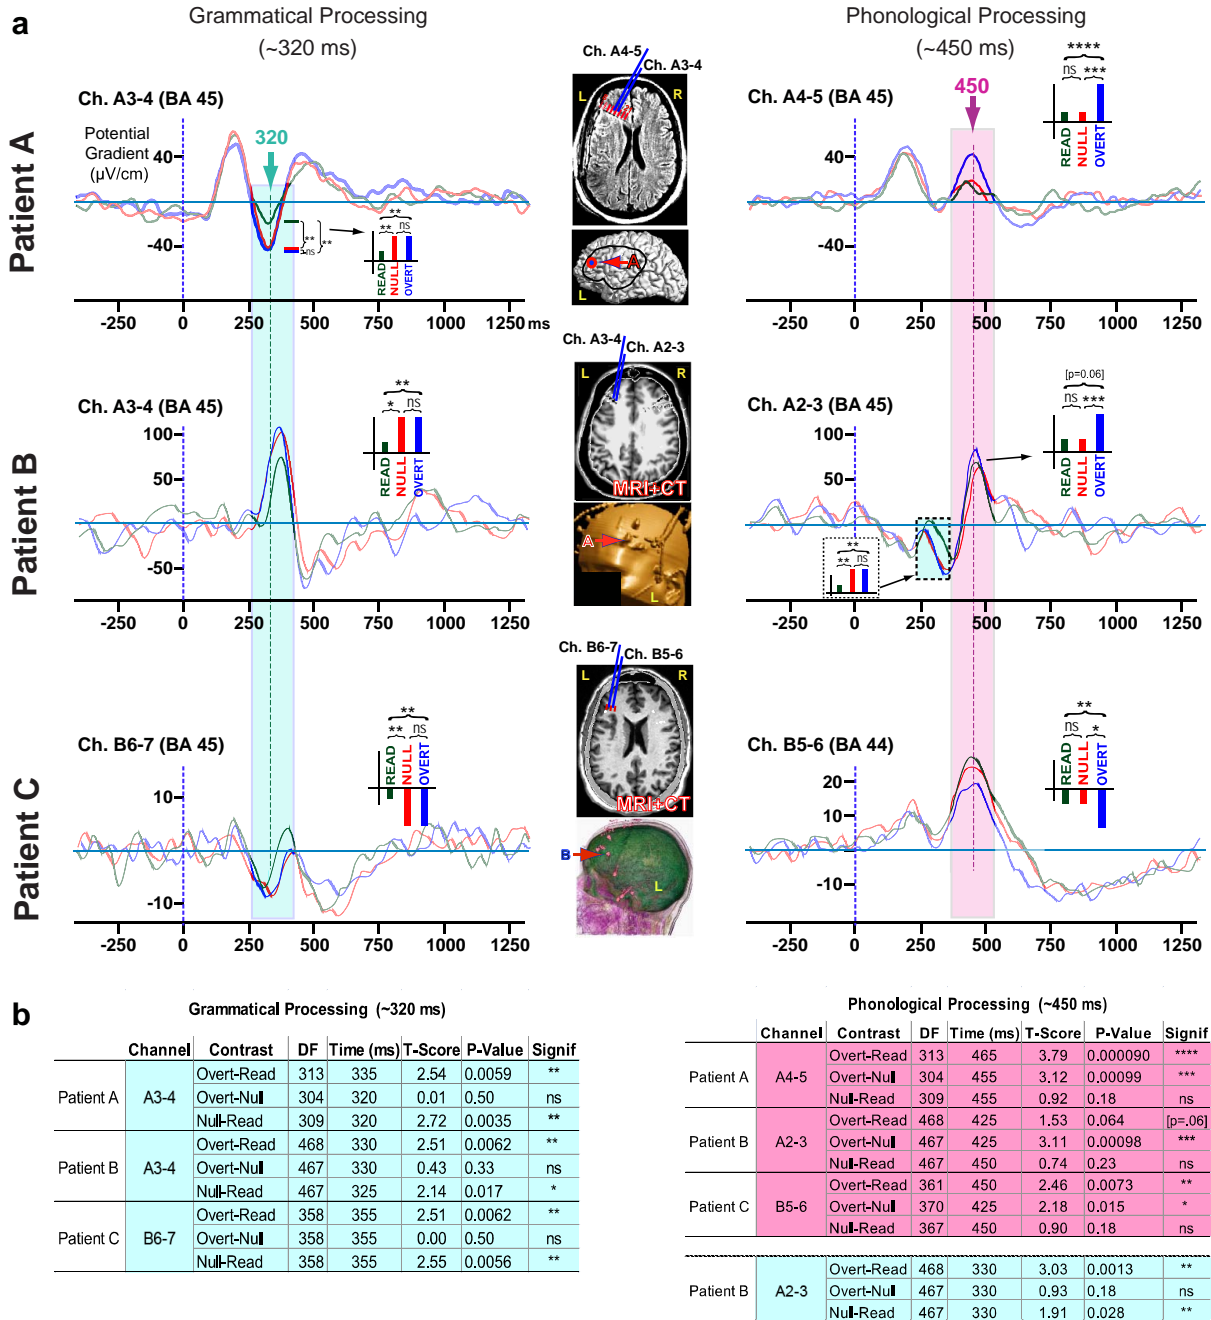 a
Grammatical Processing
(~320 ms)
Phonological Processing
(~450 ms)
Patient A
Ch. A3-4 (BA 45)
Potential
Gradient
(µV/cm)
40
-40
320
**
ns
**
**
** ns
READ
NULL
OVERT
-250 0 250 500 750 1000 1250 ms
Ch. A4-5
Ch. A3-4
L R
A
L
Ch. A4-5 (BA 45)
450
40
-40
****
ns ***
READ
NULL
OVERT
-250 0 250 500 750 1000 1250
Patient B
Ch. A3-4 (BA 45)
100
50
-50
**
* ns
READ
NULL
OVERT
-250 0 250 500 750 1000 1250
Ch. A3-4
Ch. A2-3
L R
MRI+CT
A
L
Ch. A2-3 (BA 45)
100
50
-50
[p=0.06]
ns ***
READ
NULL
OVERT
**
** ns
-250 0 250 500 750 1000 1250
Patient C
Ch. B6-7 (BA 45)
10
-10
**
** ns
READ
NULL
OVERT
-250 0 250 500 750 1000 1250
Ch. B6-7
Ch. B5-6
L R
MRI+CT
B
L
Ch. B5-6 (BA 44)
20
10
-10
**
ns *
READ
NULL
OVERT
-250 0 250 500 750 1000 1250
b
Grammatical Processing (~320 ms)
Channel Contrast DF Time (ms) T-Score P-Value Signif
Patient A A3-4 Overt-Read 313 335 2.54 0.0059 **
Overt-Null 304 320 0.01 0.50 ns
Null-Read 309 320 2.72 0.0035 **
Patient B A3-4 Overt-Read 468 330 2.51 0.0062 **
Overt-Null 467 330 0.43 0.33 ns
Null-Read 467 325 2.14 0.017 *
Patient C B6-7 Overt-Read 358 355 2.51 0.0062 **
Overt-Null 358 355 0.00 0.50 ns
Null-Read 358 355 2.55 0.0056 **
Phonological Processing (~450 ms)
Channel Contrast DF Time (ms) T-Score P-Value Signif
Patient A A4-5 Overt-Read 313 465 3.79 0.000090 ****
Overt-Null 304 455 3.12 0.00099 ***
Null-Read 309 455 0.92 0.18 ns
Patient B A2-3 Overt-Read 468 425 1.53 0.064 [p=.06]
Overt-Null 467 425 3.11 0.00098 ***
Null-Read 467 450 0.74 0.23 ns
Patient C B5-6 Overt-Read 361 450 2.46 0.0073 **
Overt-Null 370 425 2.18 0.015 *
Null-Read 367 450 0.90 0.18 ns
Patient B A2-3 Overt-Read 468 330 3.03 0.0013 **
Overt-Null 467 330 0.93 0.18 ns
Null-Read 467 330 1.91 0.028 **